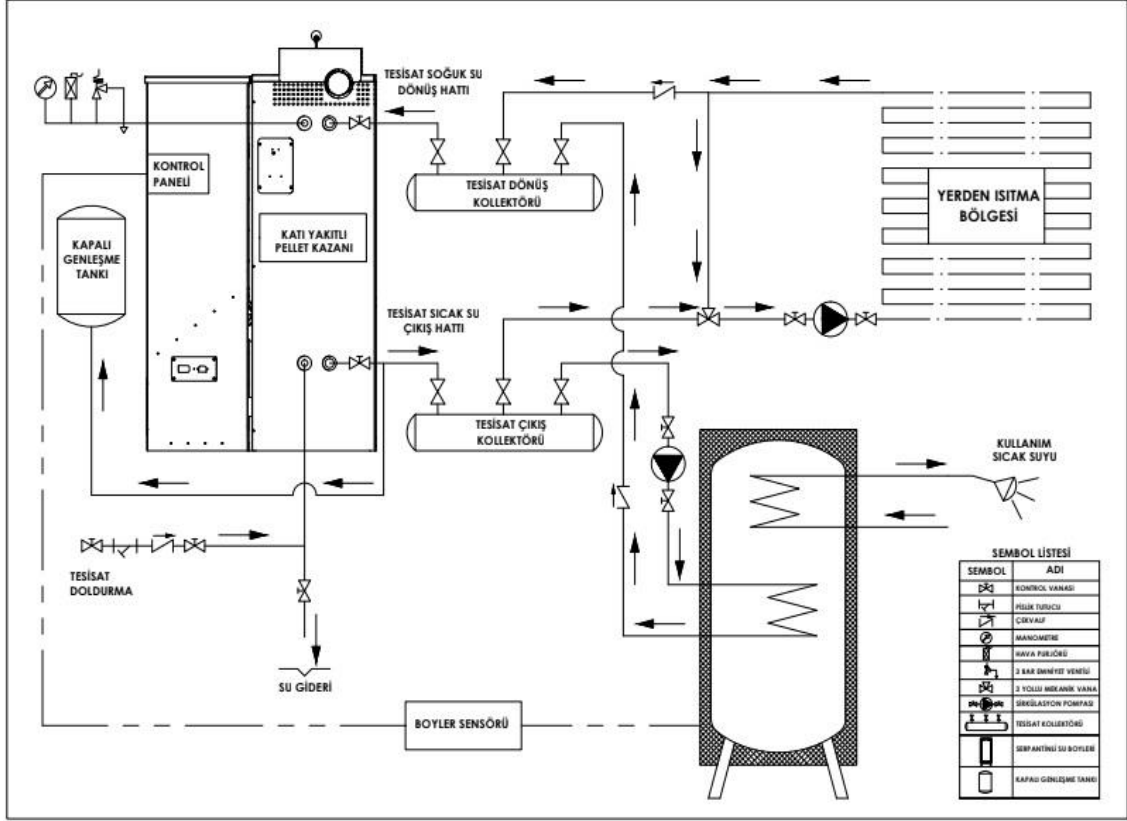 TESİSAT SOĞUK SU
DÖNÜŞ HATTI
KONTROL
PANELİ
TESİSAT DÖNÜŞ
KOLLEKTÖRÜ
YERDEN ISITMA
BÖLGESİ
KAPALI
GENLEŞME
TANKI
KATI YAKITLI
PELLET KAZANI
TESİSAT SICAK SU
ÇIKIŞ HATTI
TESİSAT ÇIKIŞ
KOLLEKTÖRÜ
KULLANIM
SICAK SUYU
TESİSAT
DOLDURMA
SU GİDERİ
BOYLER SENSÖRÜ
SEMBOL LİSTESİ
SEMBOL ADI
KONTROL VANASI
PİSLİK TUTUCU
ÇEKVALF
MANOMETRE
HAVA PURJÖRÜ
3 BAR EMNİYET VENTİLİ
3 YOLLU MEKANİK VANA
SİRKÜLASYON POMPASI
TESİSAT KOLLEKTÖRÜ
SERPANTİNLİ SU BOYLERİ
KAPALI GENLEŞME TANKI